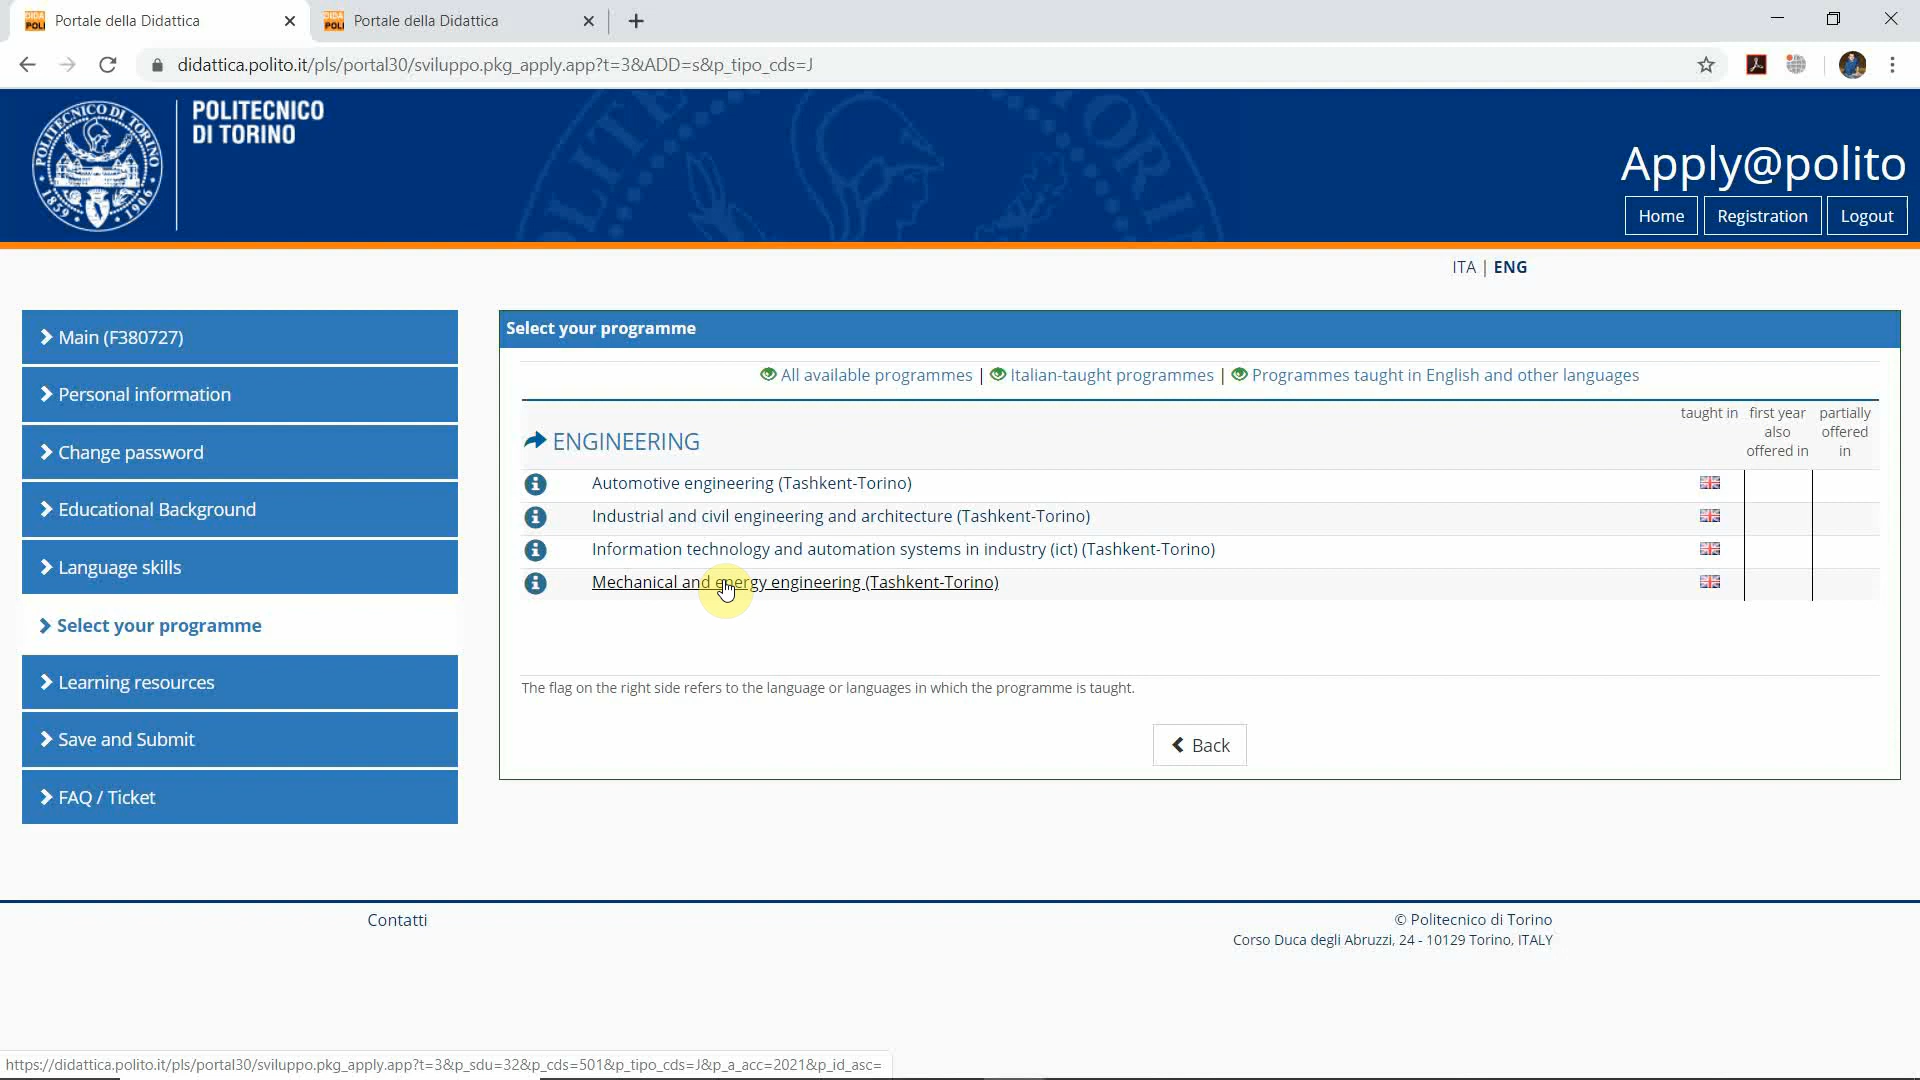 Portale della Didattica
Portale della Didattica
didattica.polito.it/pls/portal30/sviluppo.pkg_apply.app?t=3&ADD=s&p_tipo_cds=J
POLITECNICO
DI TORINO
POLITECNICO DI TORINO
1859
1906
Apply@polito
Home
Registration
Logout
ITA | ENG
Main (F380727)
Personal information
Change password
Educational Background
Language skills
Select your programme
Learning resources
Save and Submit
FAQ / Ticket
Select your programme
All available programmes | Italian-taught programmes | Programmes taught in English and other languages
taught in
first year also offered in
partially offered in
ENGINEERING
Automotive engineering (Tashkent-Torino)
Industrial and civil engineering and architecture (Tashkent-Torino)
Information technology and automation systems in industry (ict) (Tashkent-Torino)
Mechanical and energy engineering (Tashkent-Torino)
The flag on the right side refers to the language or languages in which the programme is taught.
Back
Contatti
© Politecnico di Torino
Corso Duca degli Abruzzi, 24 - 10129 Torino, ITALY
https://didattica.polito.it/pls/portal30/sviluppo.pkg_apply.app?t=3&p_sdu=32&p_cds=501&p_tipo_cds=J&p_a_acc=2021&p_id_asc=